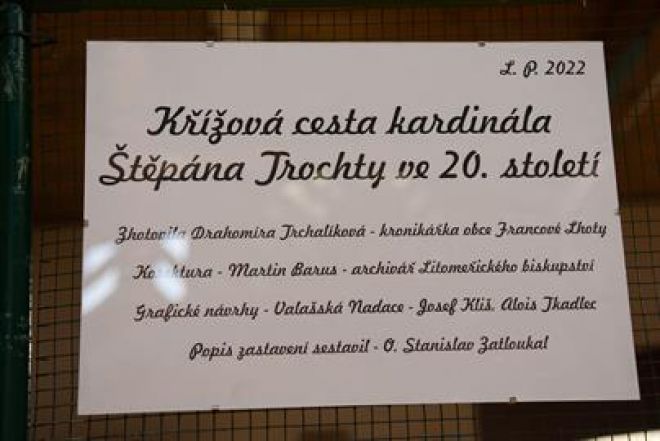 L. P. 2022
Křížová cesta kardinála
Štěpána Trochty ve 20. století
Zhotovila Drahomíra Trchalíková - kronikářka obce Francové Lhoty
Korektura - Martin Barus - archivář Litoměřického biskupství
Grafické návrhy - Valašská Nadace - Josef Kliš, Alois Tkadlec
Popis zastavení sestavil - O. Stanislav Zatloukal